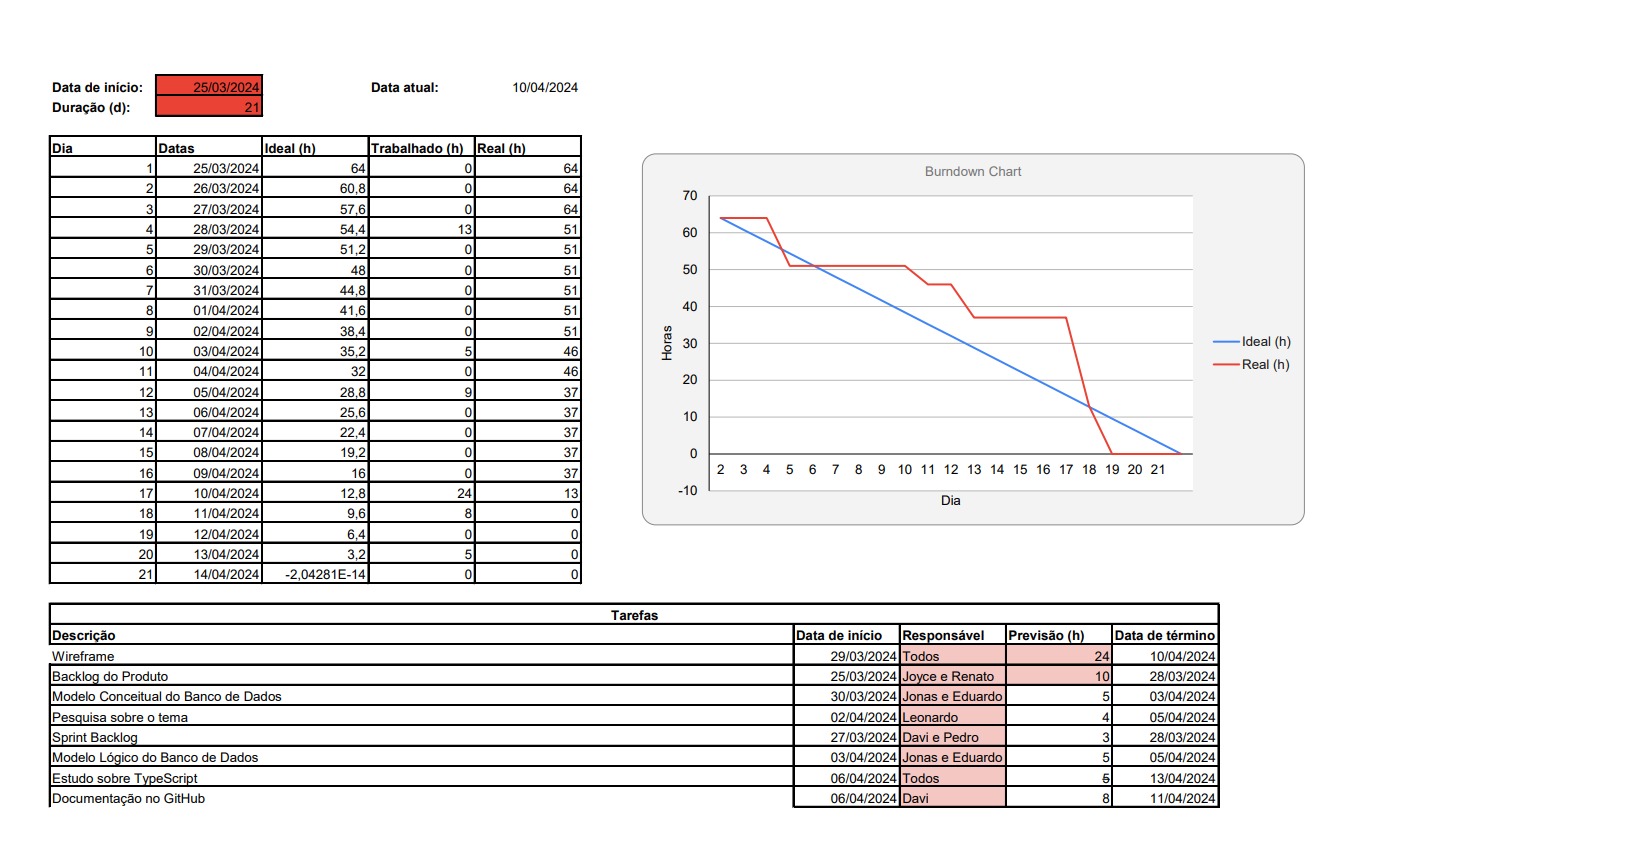 Data de início: 25/03/2024 Data atual: 10/04/2024
Duração (d): 21
Dia Datas Ideal (h) Trabalhado (h) Real (h)
1 25/03/2024 64 0 64
2 26/03/2024 60,8 0 64
3 27/03/2024 57,6 0 64
4 28/03/2024 54,4 13 51
5 29/03/2024 51,2 0 51
6 30/03/2024 48 0 51
7 31/03/2024 44,8 0 51
8 01/04/2024 41,6 0 51
9 02/04/2024 38,4 0 51
10 03/04/2024 35,2 5 46
11 04/04/2024 32 0 46
12 05/04/2024 28,8 9 37
13 06/04/2024 25,6 0 37
14 07/04/2024 22,4 0 37
15 08/04/2024 19,2 0 37
16 09/04/2024 16 0 37
17 10/04/2024 12,8 24 13
18 11/04/2024 9,6 8 0
19 12/04/2024 6,4 0 0
20 13/04/2024 3,2 5 0
21 14/04/2024 -2,04281E-14 0 0
Burndown Chart
70
60
50
40
30
20
10
0
-10
Horas
2 3 4 5 6 7 8 9 10 11 12 13 14 15 16 17 18 19 20 21
Dia
Ideal (h)
Real (h)
Tarefas
Descrição Data de início Responsável Previsão (h) Data de término
Wireframe 29/03/2024 Todos 24 10/04/2024
Backlog do Produto 25/03/2024 Joyce e Renato 10 28/03/2024
Modelo Conceitual do Banco de Dados 30/03/2024 Jonas e Eduardo 5 03/04/2024
Pesquisa sobre o tema 02/04/2024 Leonardo 4 05/04/2024
Sprint Backlog 27/03/2024 Davi e Pedro 3 28/03/2024
Modelo Lógico do Banco de Dados 03/04/2024 Jonas e Eduardo 5 05/04/2024
Estudo sobre TypeScript 06/04/2024 Todos 5 13/04/2024
Documentação no GitHub 06/04/2024 Davi 8 11/04/2024